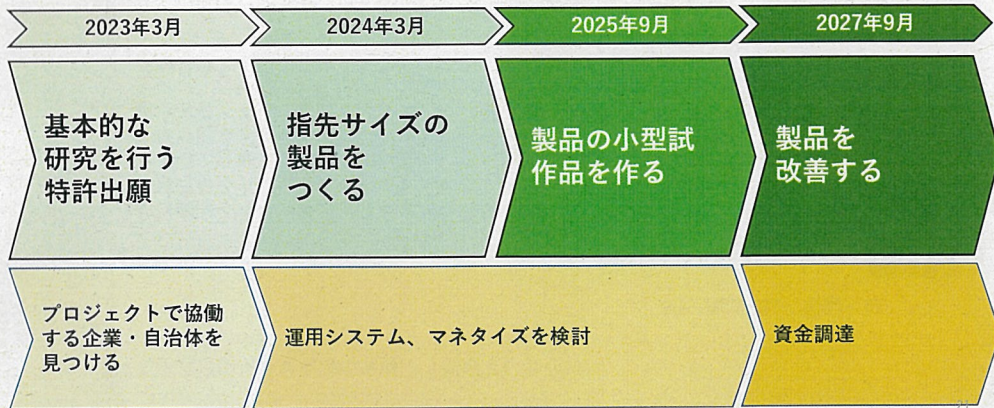 2023年3月
2024年3月
2025年9月
2027年9月
基本的な
研究を行う
特許出願
指先サイズの
製品を
つくる
製品の小型試
作品を作る
製品を
改善する
プロジェクトで協働
する企業・自治体を
見つける
運用システム、マネタイズを検討
資金調達